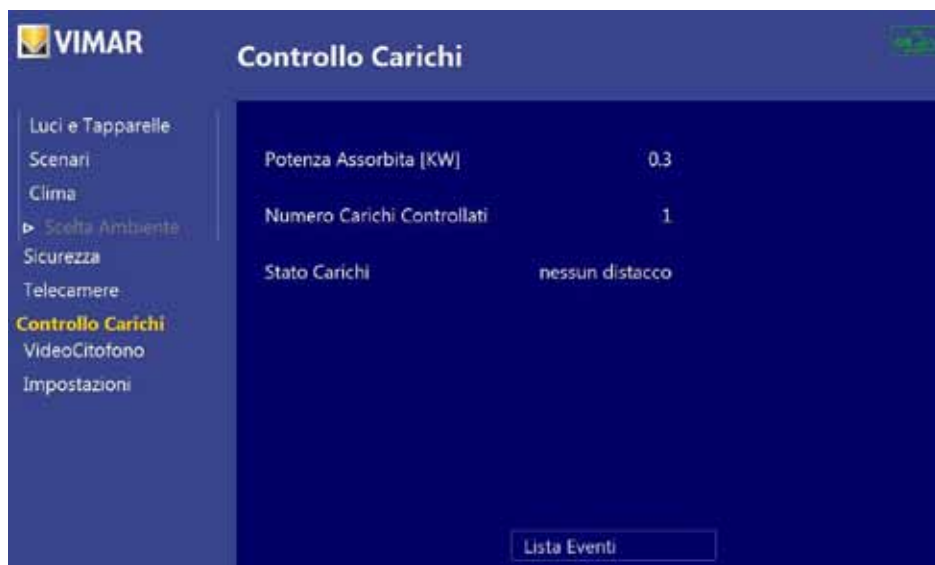 VIMAR
Controllo Carichi
Luci e Tapparelle
Scenari
Clima
Scelta Ambiente
Sicurezza
Telecamere
Controllo Carichi
VideoCitofono
Impostazioni
Potenza Assorbita [KW] 0.3
Numero Carichi Controllati 1
Stato Carichi nessun distacco
Lista Eventi